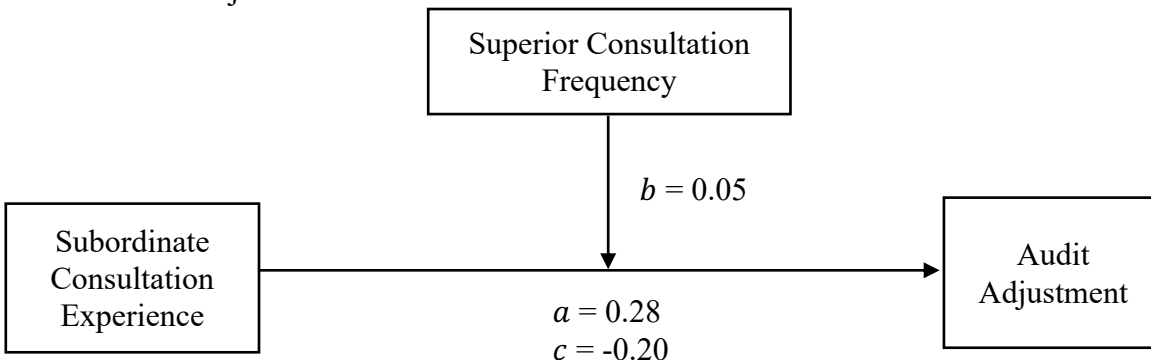 j
Superior Consultation
Frequency
b = 0.05
Subordinate
Consultation
Experience
Audit
Adjustment
a = 0.28
c = -0.20